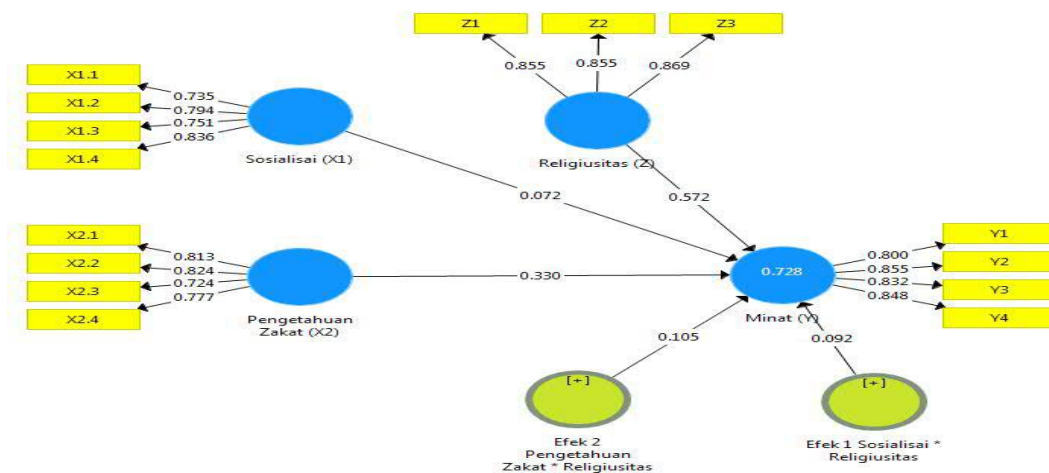 Z1
Z2
Z3
0.855
0.855
0.869
Religiusitas (Z)
X1.1
X1.2
X1.3
X1.4
0.735
0.794
0.751
0.836
Sosialisai (X1)
0.072
0.572
X2.1
X2.2
X2.3
X2.4
0.813
0.824
0.724
0.777
Pengetahuan
Zakat (X2)
0.330
0.728
Minat (Y)
0.800
0.855
0.832
0.848
Y1
Y2
Y3
Y4
0.105
0.092
[+]
Efek 2
Pengetahuan
Zakat * Religiusitas
[+]
Efek 1 Sosialisai *
Religiusitas